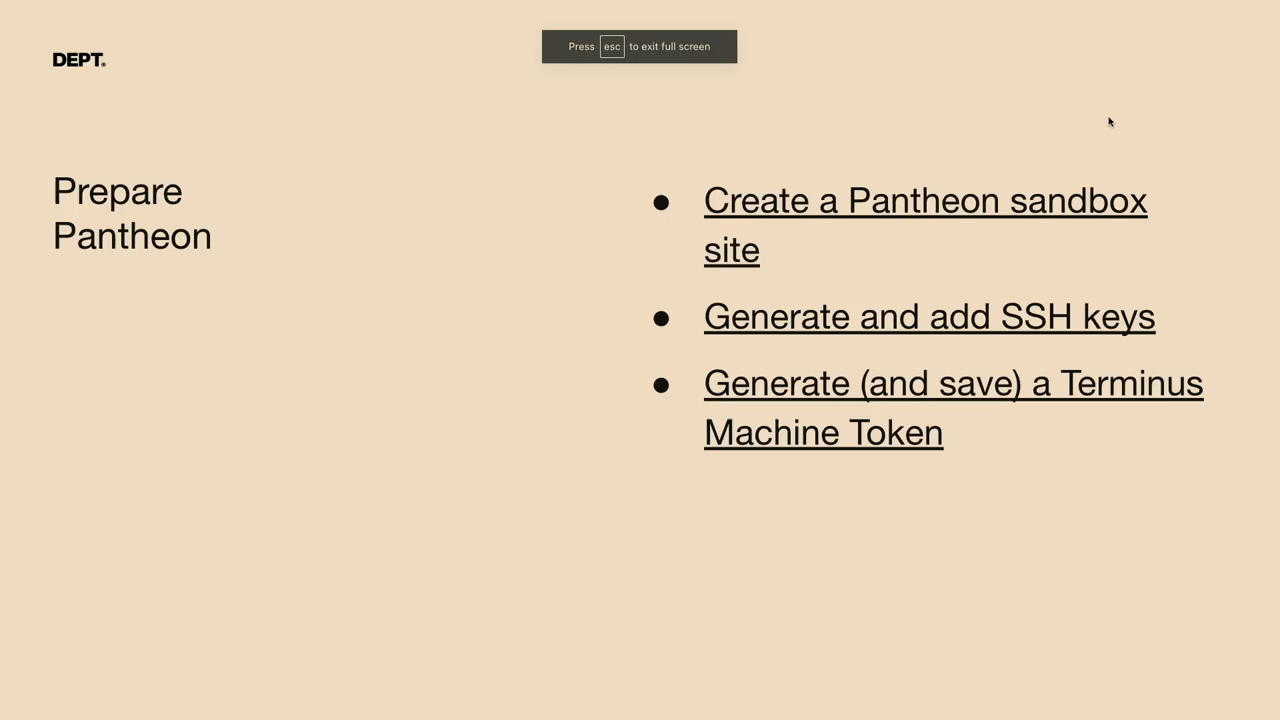 Press esc to exit full screen
DEPT.®
Prepare
Pantheon
● Create a Pantheon sandbox
site
● Generate and add SSH keys
● Generate (and save) a Terminus
Machine Token